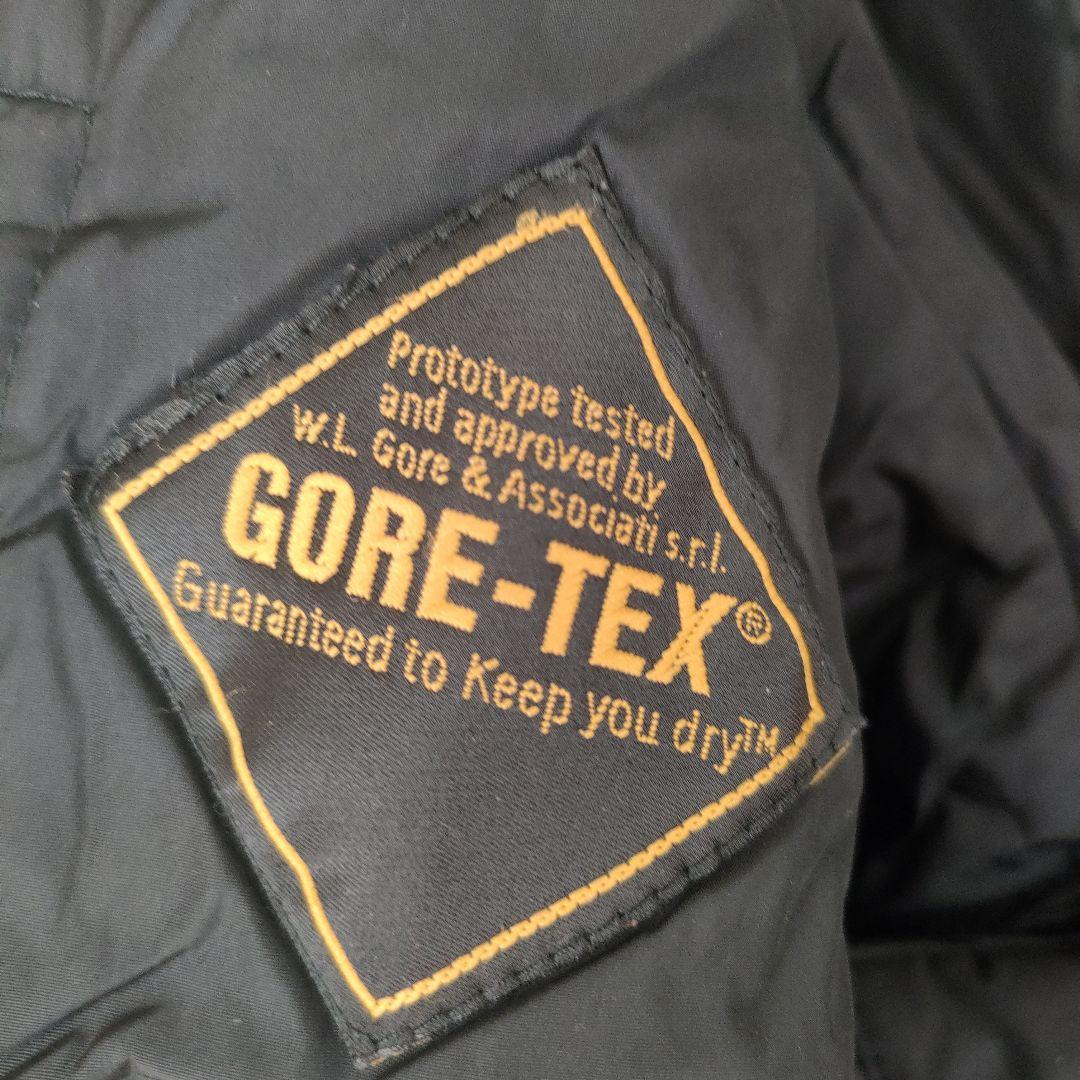 Prototype tested
and approved by
W.L. Gore & Associati s.r.l.
GORE-TEX®
Guaranteed to Keep you dry™